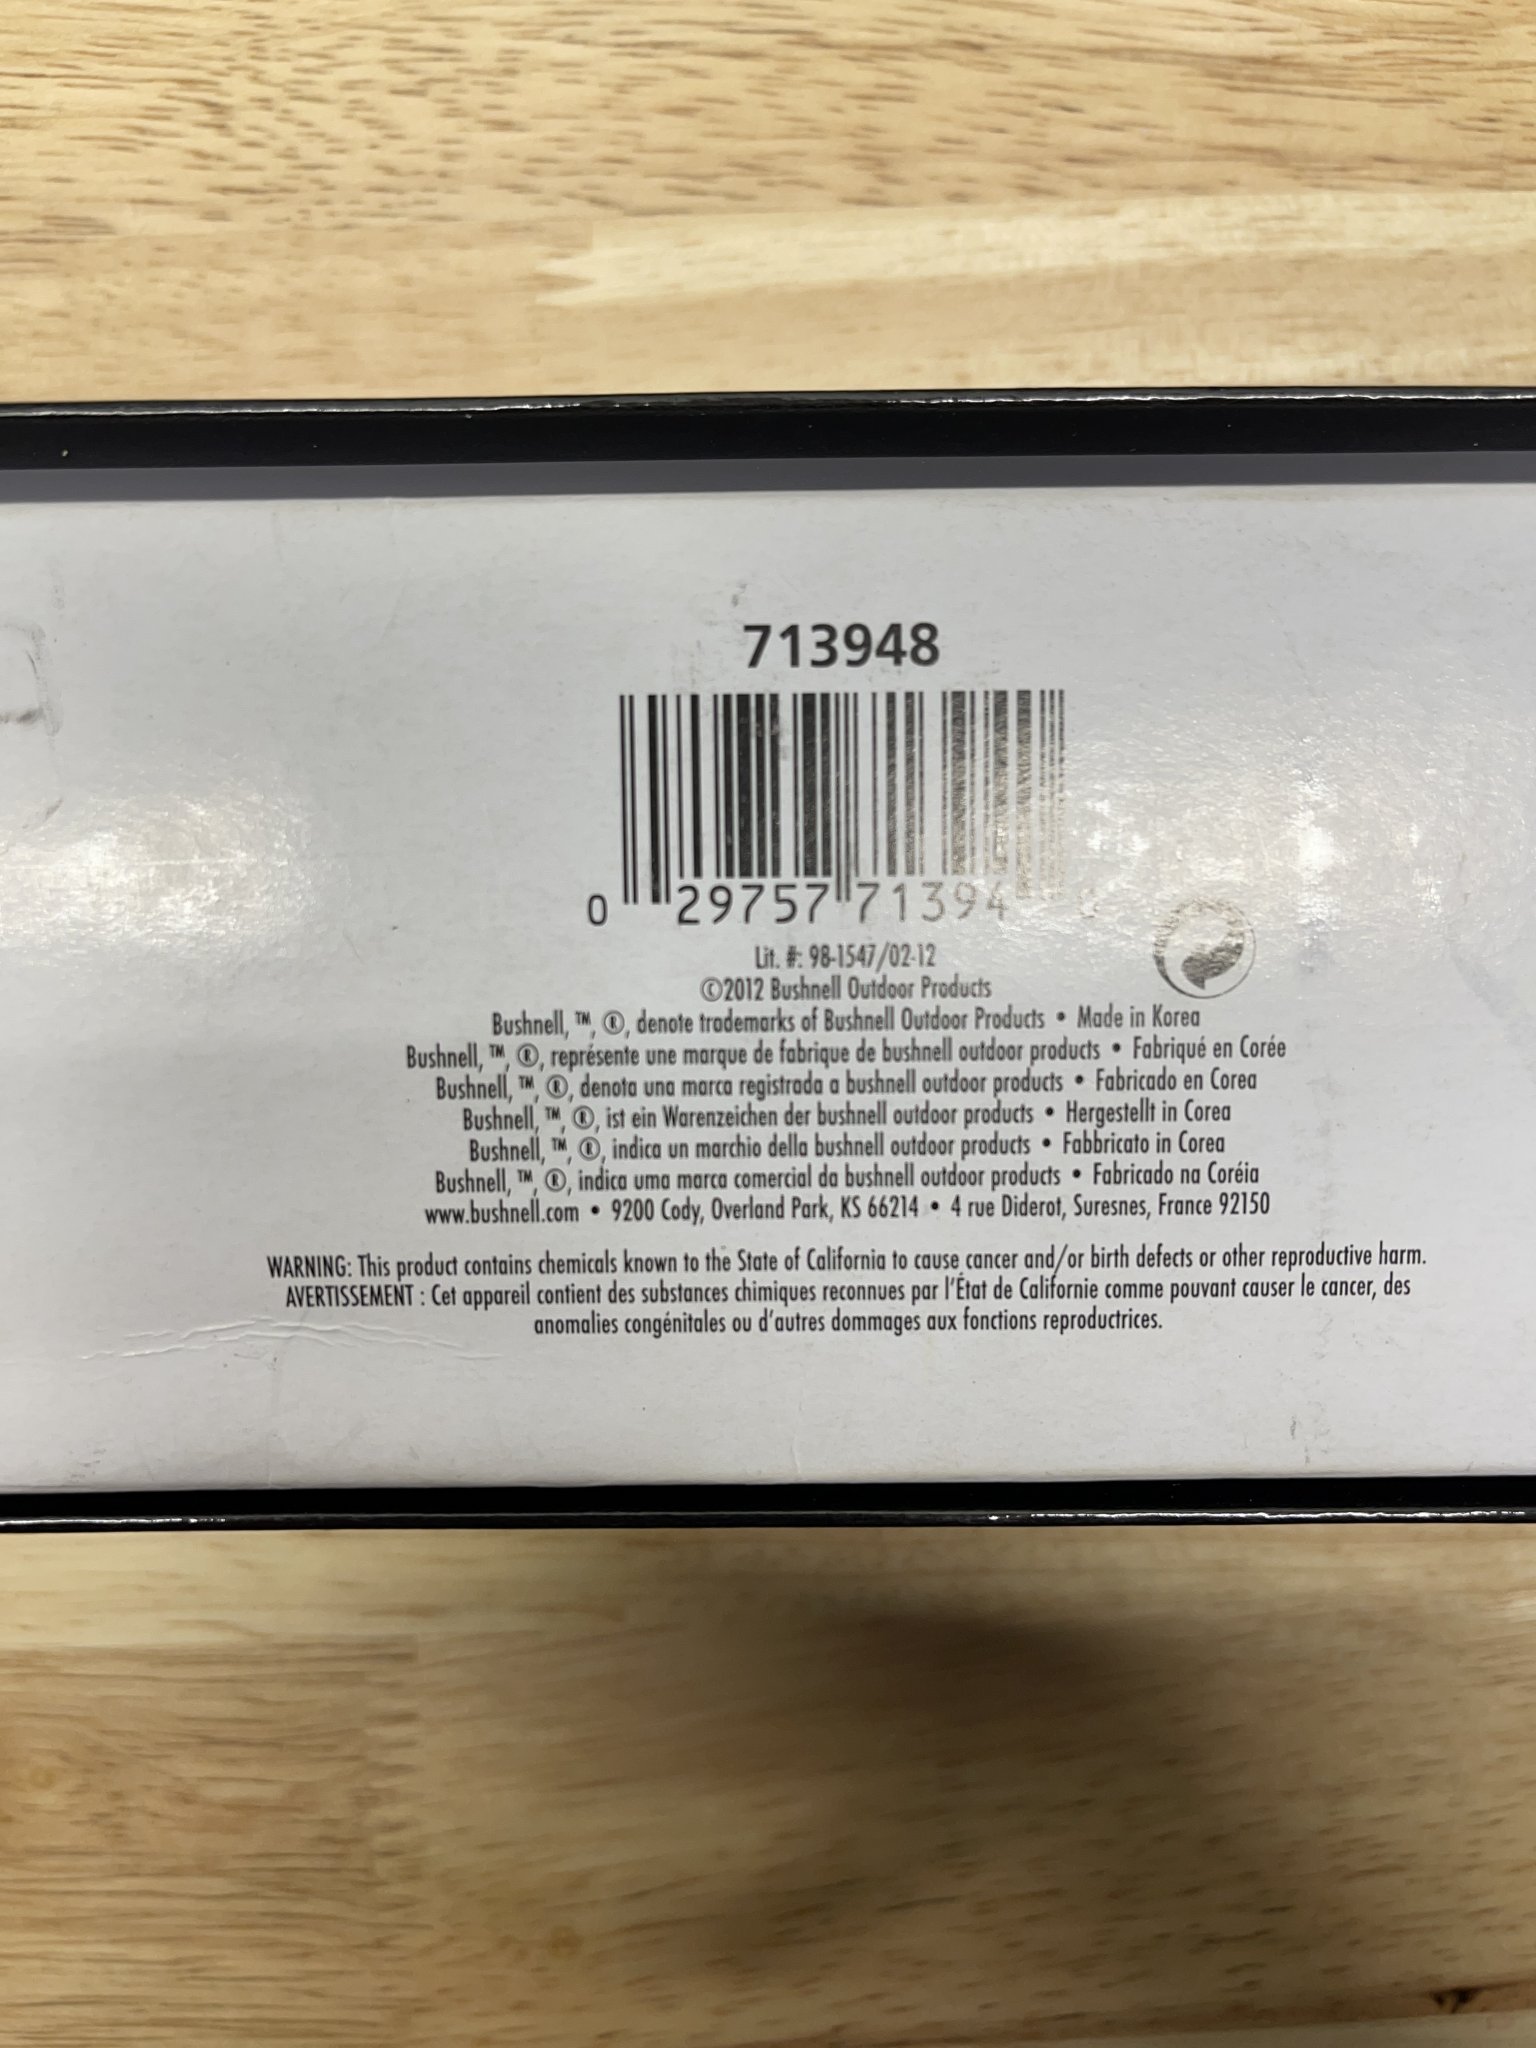 713948
0 29757 71394
Lit. #: 98-1547/02-12
©2012 Bushnell Outdoor Products
Bushnell, ™, ®, denote trademarks of Bushnell Outdoor Products • Made in Korea
Bushnell, ™, ®, représente une marque de fabrique de bushnell outdoor products • Fabriqué en Corée
Bushnell, ™, ®, denota una marca registrada a bushnell outdoor products • Fabricado en Corea
Bushnell, ™, ®, ist ein Warenzeichen der bushnell outdoor products • Hergestellt in Corea
Bushnell, ™, ®, indica un marchio della bushnell outdoor products • Fabbricato in Corea
Bushnell, ™, ®, indica uma marca comercial da bushnell outdoor products • Fabricado na Coréia
www.bushnell.com • 9200 Cody, Overland Park, KS 66214 • 4 rue Diderot, Suresnes, France 92150
WARNING: This product contains chemicals known to the State of California to cause cancer and/or birth defects or other reproductive harm.
AVERTISSEMENT : Cet appareil contient des substances chimiques reconnues par l'État de Californie comme pouvant causer le cancer, des
anomalies congénitales ou d'autres dommages aux fonctions reproductrices.